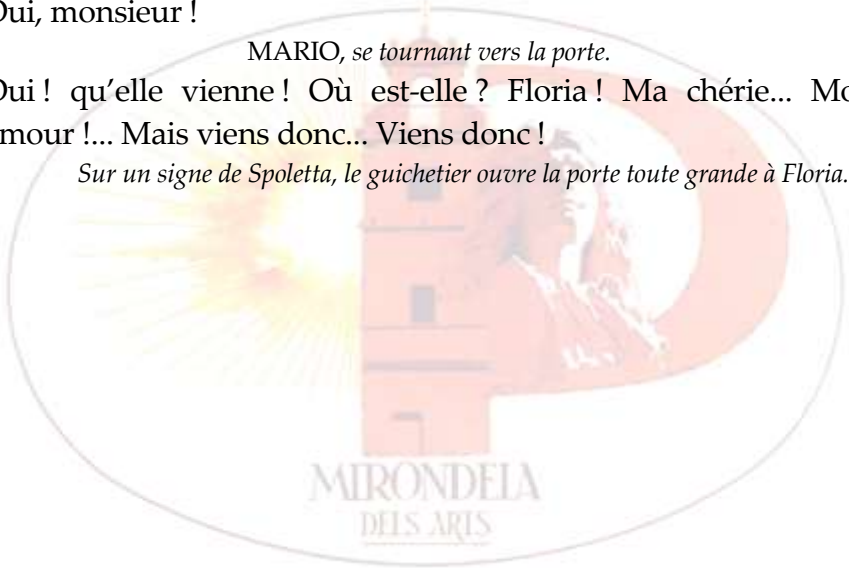 Oui, monsieur !
MARIO, se tournant vers la porte.
Oui ! qu'elle vienne ! Où est-elle ? Floria ! Ma chérie... Mo
mour !... Mais viens donc... Viens donc !
Sur un signe de Spoletta, le guichetier ouvre la porte toute grande à Floria.
MIRONDELA
DELS ARTS